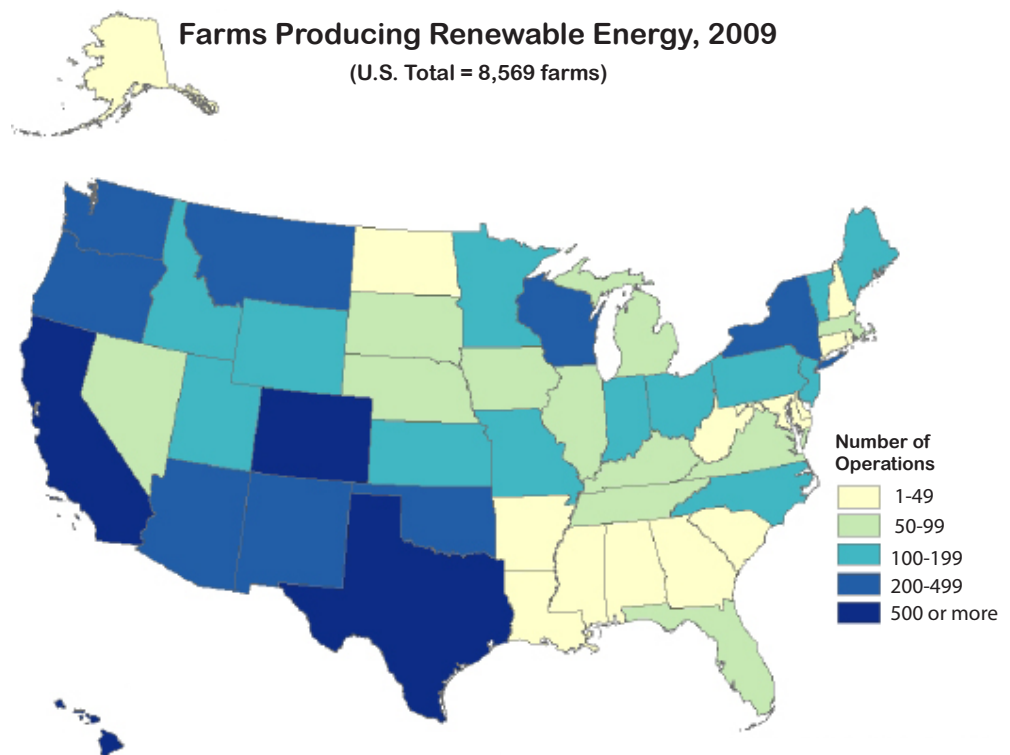 Farms Producing Renewable Energy, 2009
(U.S. Total = 8,569 farms)
Number of
Operations
1-49
50-99
100-199
200-499
500 or more